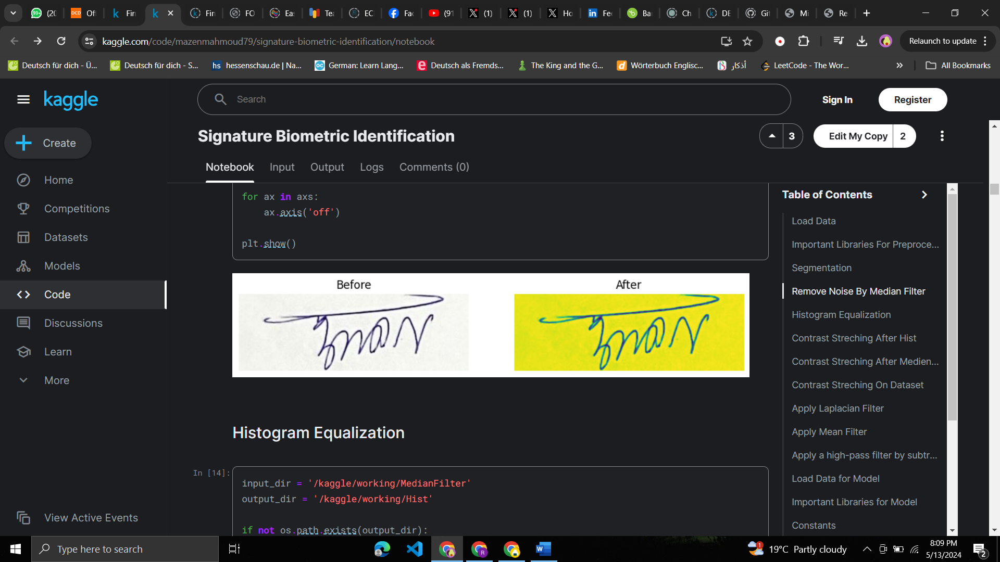 (20
Of
Fin
Fin
FO
Eas
Tea
EC
Fac
(91
(1)
(1)
Ho
Fee
Ba
Ch
DE
Git
Mi
Re
kaggle.com/code/mazenmahmoud79/signature-biometric-identification/notebook
Relaunch to update
Deutsch für dich - Ü...
Deutsch für dich - S...
hs hessenschau.de | Na...
German: Learn Lang...
Deutsch als Fremds...
The King and the G...
Wörterbuch Englisc...
أذكار
LeetCode - The Wor...
All Bookmarks
kaggle
Search
Sign In
Register
Create
Signature Biometric Identification
3
Edit My Copy
2
Notebook
Input
Output
Logs
Comments (0)
Home
Competitions
Datasets
Models
Code
Discussions
Learn
More
View Active Events
for ax in axs:
ax.axis('off')
plt.show()
Before
After
Histogram Equalization
In [14]:
input_dir = '/kaggle/working/MedianFilter'
output_dir = '/kaggle/working/Hist'
if not os.path.exists(output_dir):
Table of Contents
Load Data
Important Libraries For Preproce...
Segmentation
Remove Noise By Median Filter
Histogram Equalization
Contrast Streching After Hist
Contrast Streching After Medien...
Contrast Streching On Dataset
Apply Laplacian Filter
Apply Mean Filter
Apply a high-pass filter by subtr...
Load Data for Model
Important Libraries for Model
Constants
Type here to search
19°C Partly cloudy
8:09 PM
5/13/2024
2